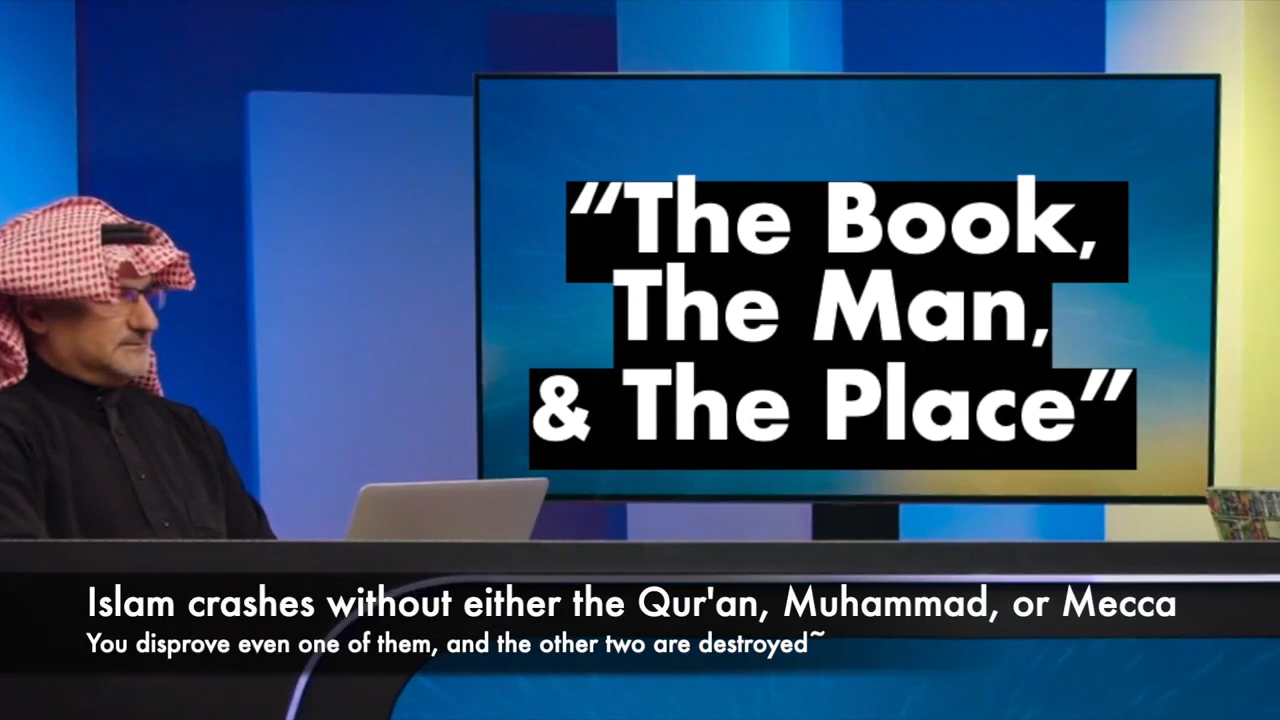 “The Book,
The Man,
& The Place”
Islam crashes without either the Qur'an, Muhammad, or Mecca
You disprove even one of them, and the other two are destroyed~